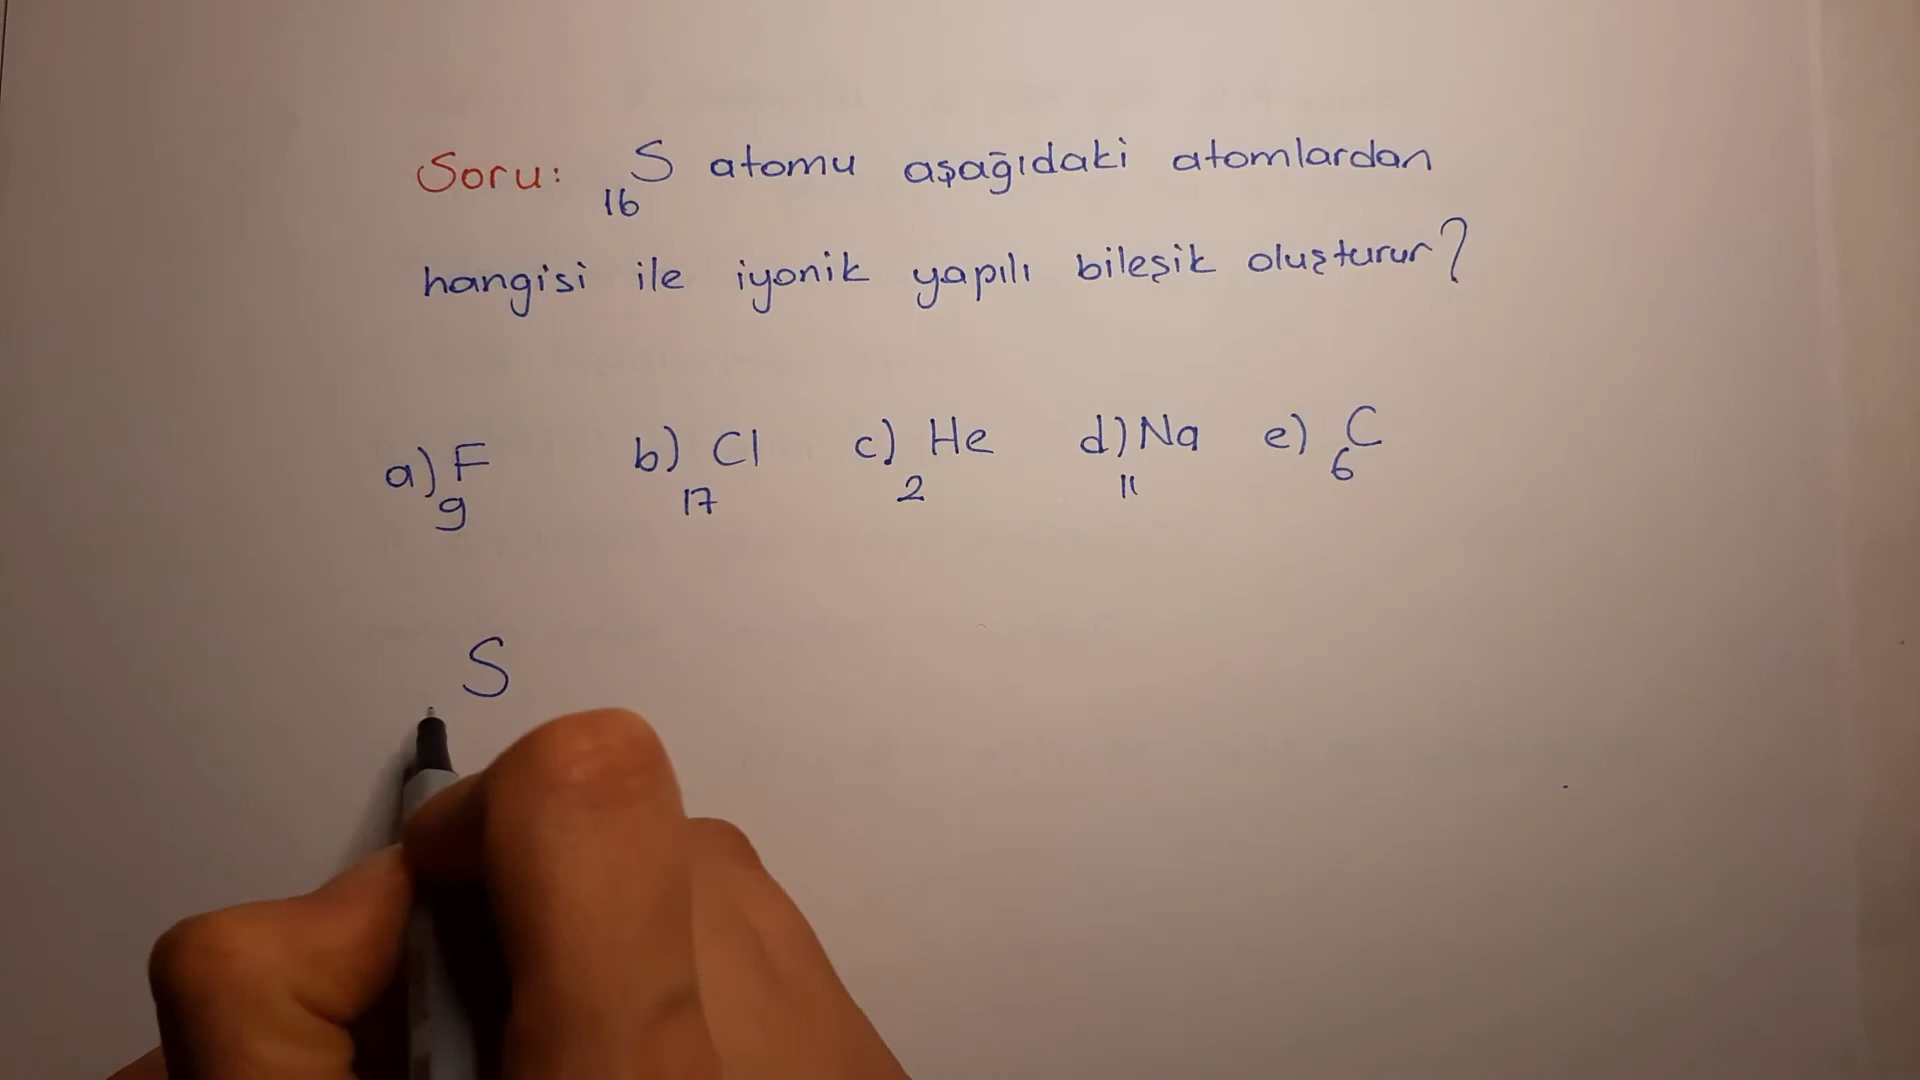 Soru: 16S atomu aşağıdaki atomlardan
hangisi ile iyonik yapılı bileşik oluşturur?
a) 9F b) 17Cl c) 2He d) 11Na e) 6C
S